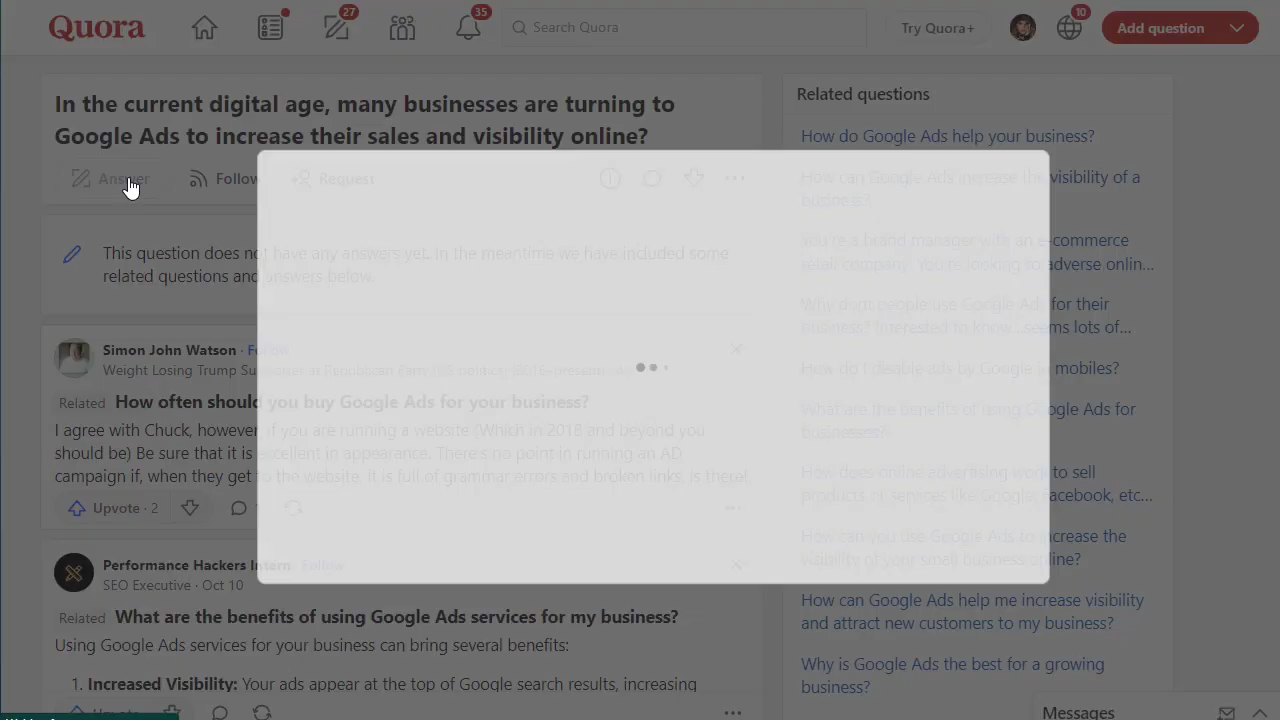 Quora
27
35
Search Quora
Try Quora+
10
Add question
In the current digital age, many businesses are turning to
Google Ads to increase their sales and visibility online?
Answer
Follow
Request
This question does not have any answers yet. In the meantime we have included some
related questions and answers below.
Simon John Watson · Follow
Weight Losing Trump
Related How often should you buy Google Ads for your business?
I agree with Chuck, however, if you are running a website (Which in 2018 and beyond you
should be) Be sure that it is excellent in appearance. There's no point in running an AD
campaign if, when they get to the website. It is full of grammar errors and broken links, is there!
Upvote · 2
Performance Hackers Intern · Follow
SEO Executive · Oct 10
Related What are the benefits of using Google Ads services for my business?
Using Google Ads services for your business can bring several benefits:
1. Increased Visibility: Your ads appear at the top of Google search results, increasing
Upvote
Related questions
How do Google Ads help your business?
How can Google Ads increase the visibility of a
business?
You're a brand manager with an e-commerce
retail company. You're looking to adverse onlin...
Why dont people use Google Ads for their
business? Interested to know...seems lots of...
How do I disable ads by Google in mobiles?
What are the benefits of using Google Ads for
businesses?
How does online advertising work to sell
products or services like Google, Facebook, etc...
How can you use Google Ads to increase the
visibility of your small business online?
How can Google Ads help me increase visibility
and attract new customers to my business?
Why is Google Ads the best for a growing
business?
Messages